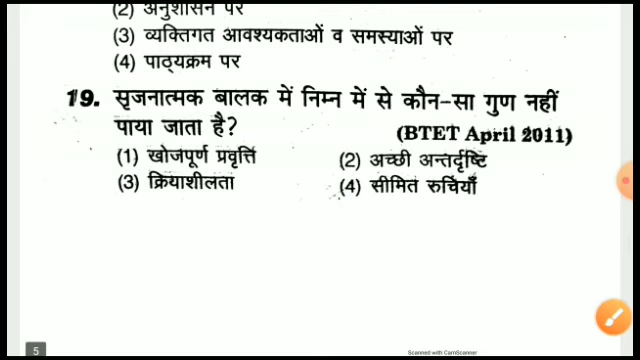 (2) अनुशासन पर
(3) व्यक्तिगत आवश्यकताओं व समस्याओं पर
(4) पाठ्यक्रम पर
19. सृजनात्मक बालक में निम्न में से कौन-सा गुण नहीं
पाया जाता है? (BTET April 2011)
(1) खोजपूर्ण प्रवृत्ति (2) अच्छी अन्तर्दृष्टि
(3) क्रियाशीलता (4) सीमित रुचियाँ
5 Scanned with CamScanner